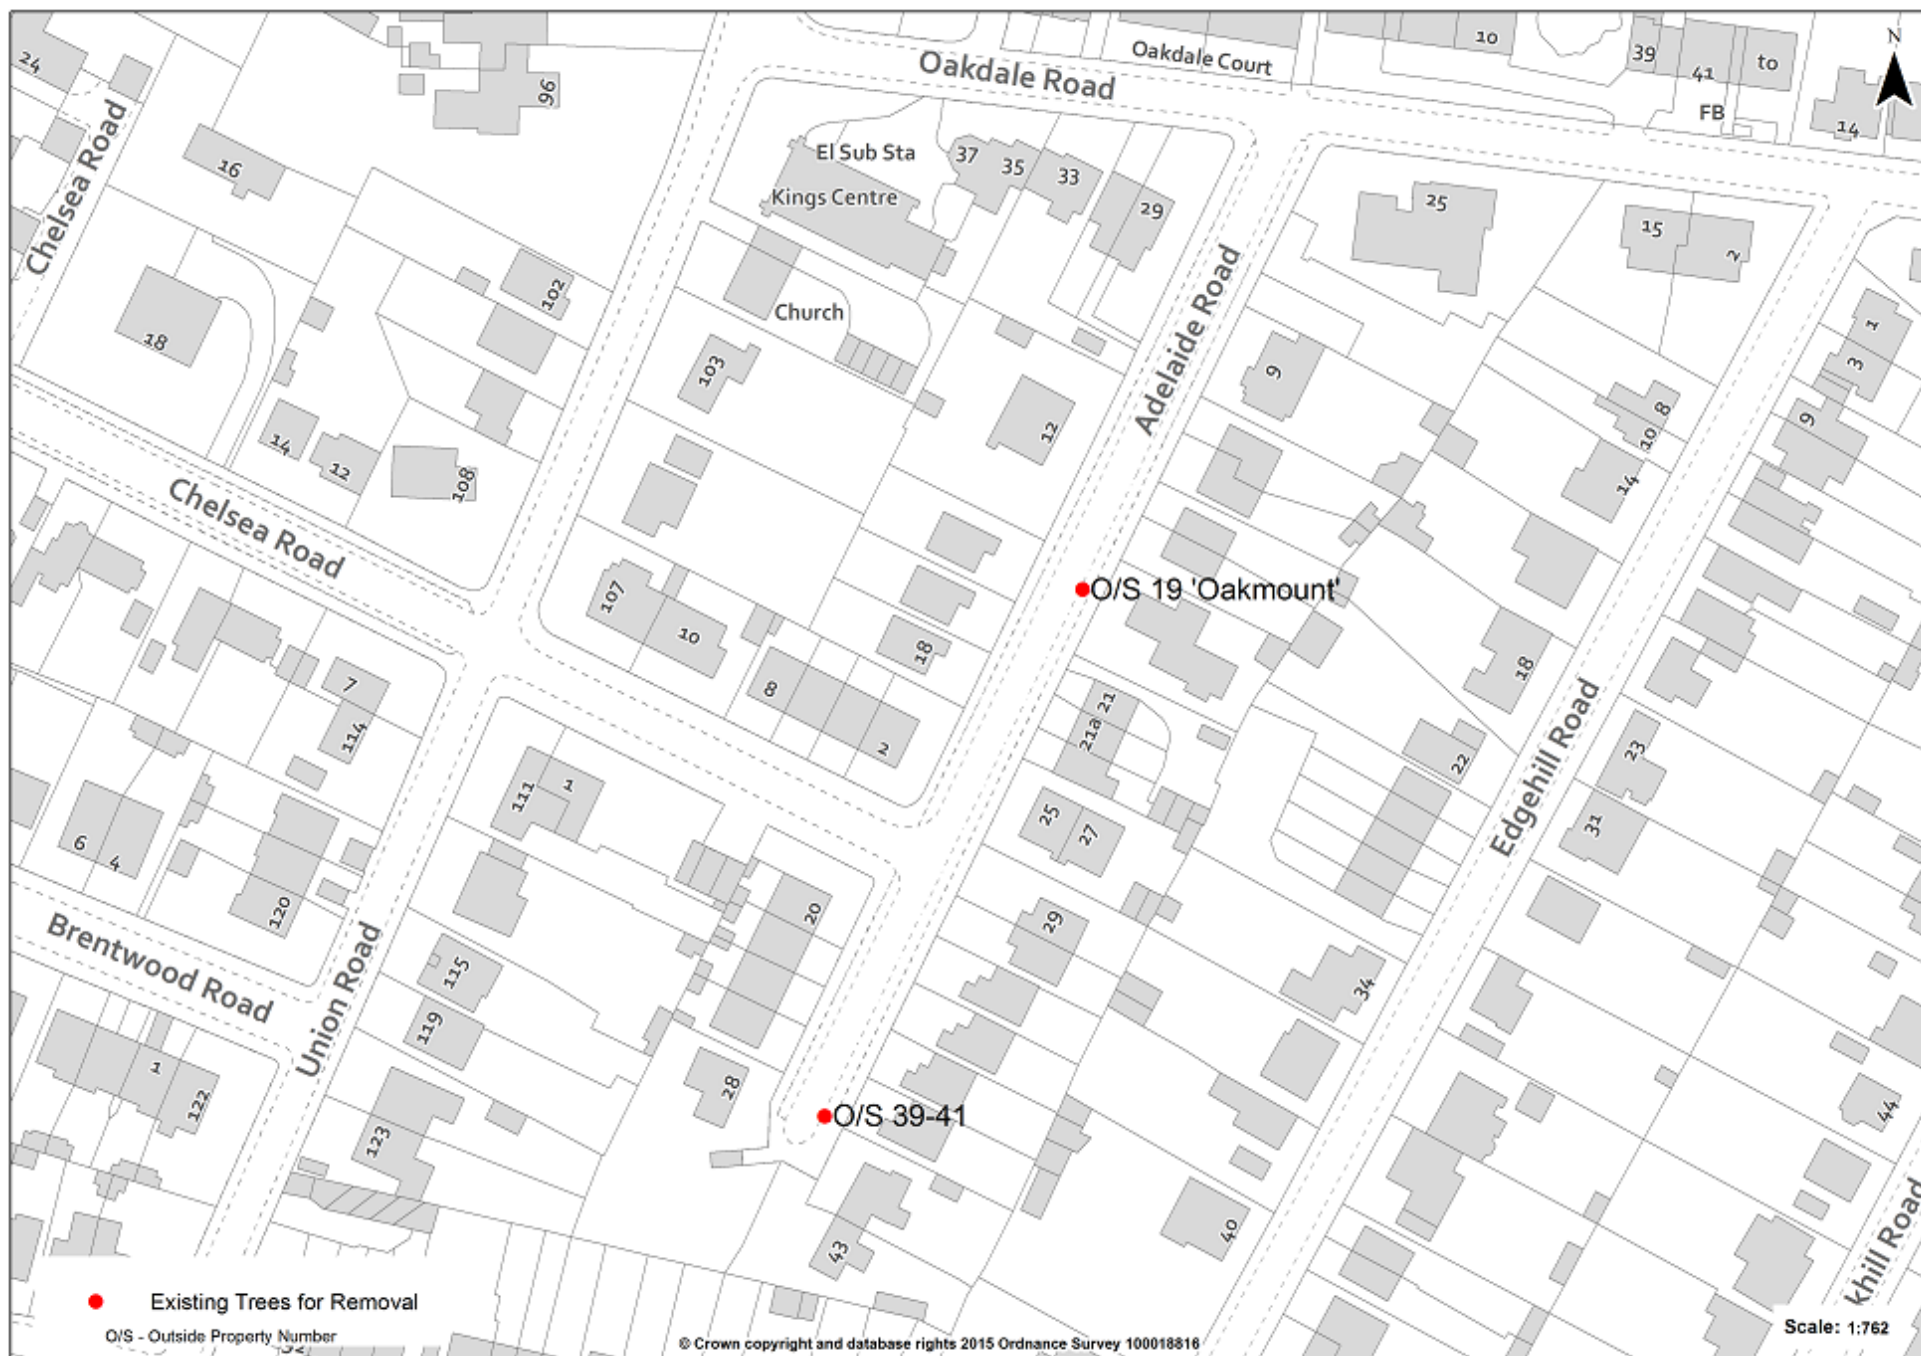 24
96
Oakdale Road
Oakdale Court
10
39
41
to
N
FB
14
Chelsea Road
16
El Sub Sta
37
35
33
Kings Centre
29
25
15
2
Adelaide Road
18
102
Church
103
12
9
1
3
8
10
9
14
14
12
108
Chelsea Road
107
10
18
O/S 19 'Oakmount'
18
7
114
8
2
21
21a
22
Edgehill Road
23
31
111
1
25
27
6
4
120
20
29
Brentwood Road
Union Road
115
119
34
1
122
28
O/S 39-41
44
123
43
40
khill Road
Existing Trees for Removal
O/S - Outside Property Number
© Crown copyright and database rights 2015 Ordnance Survey 100018816
Scale: 1:762